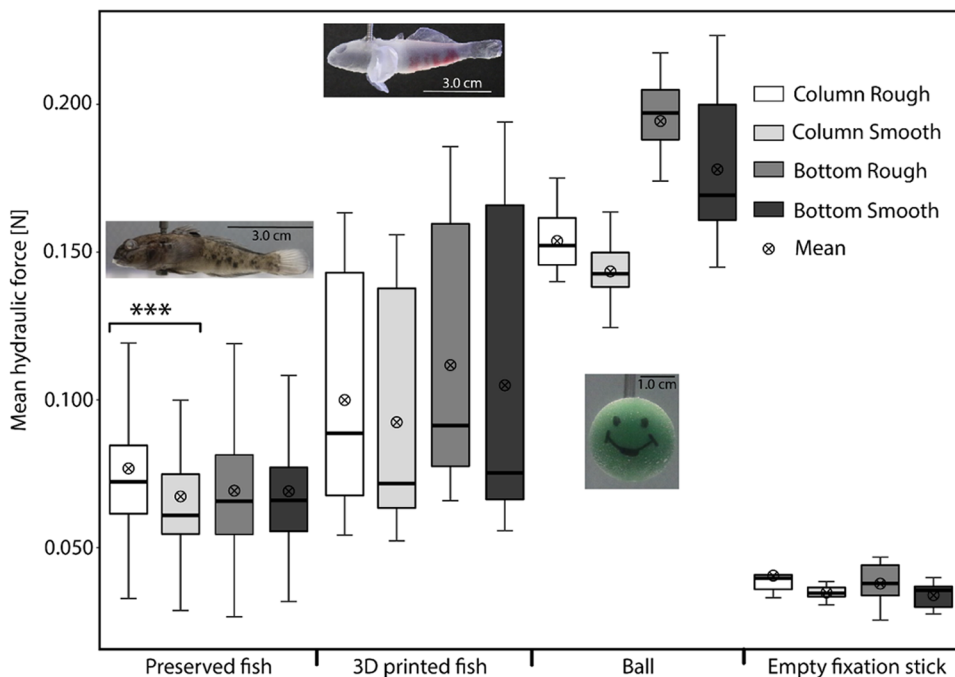 3.0 cm
0.200
Column Rough
Column Smooth
Bottom Rough
Bottom Smooth
Mean
3.0 cm
0.150
***
Mean hydraulic force [N]
1.0 cm
0.100
0.050
Preserved fish
3D printed fish
Ball
Empty fixation stick